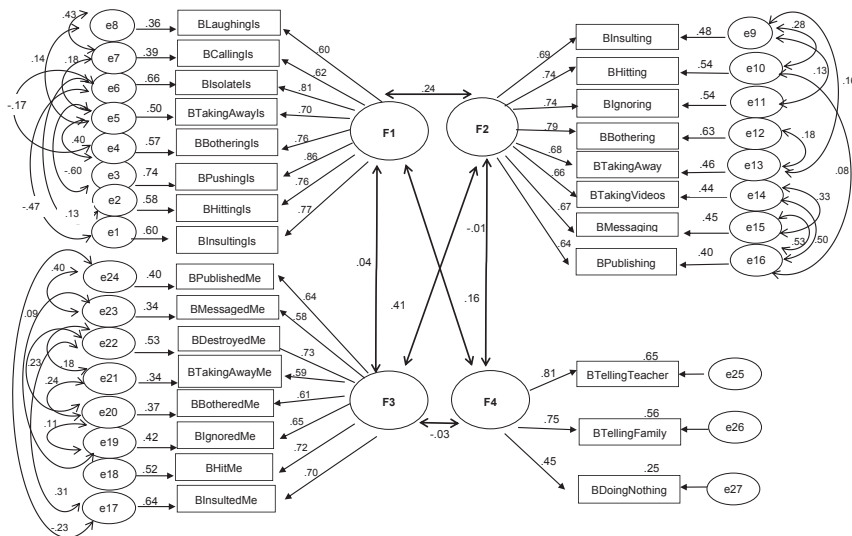 .43
e8 .36 BLaughingIs
.60
e7 .39 BCallingIs
.62
.14 .18
e6 .66 BIsolateIs
.81
-.17
e5 .50 BTakingAwayIs
.70
.40
e4 .57 BBotheringIs
.76
-.60
e3 .74 BPushingIs
.86
e2 .58 BHittingIs
.76
-.47 .13
e1 .60 BInsultingIs
.77
F1
.24
F2
.69 BInsulting .48 e9
.28
.74 BHitting .54 e10
.13
.74 BIgnoring .54 e11
.79 BBothering .63 e12
.18
.68 BTakingAway .46 e13
.08
.66 BTakingVideos .44 e14
.33
.67 BMessaging .45 e15
.53 .50
.64 BPublishing .40 e16
.04
.41
-.01
.16
e24 .40 BPublishedMe
.64
.40
e23 .34 BMessagedMe
.58
.09
e22 .53 BDestroyedMe
.73
.23 .18
e21 .34 BTakingAwayMe
.59
.24
e20 .37 BBotheredMe
.61
.11
e19 .42 BIgnoredMe
.65
e18 .52 BHitMe
.72
.31
e17 .64 BInsultedMe
.70
-.23
F3
-.03
F4
.65
.81 BTellingTeacher e25
.56
.75 BTellingFamily e26
.25
.45 BDoingNothing e27